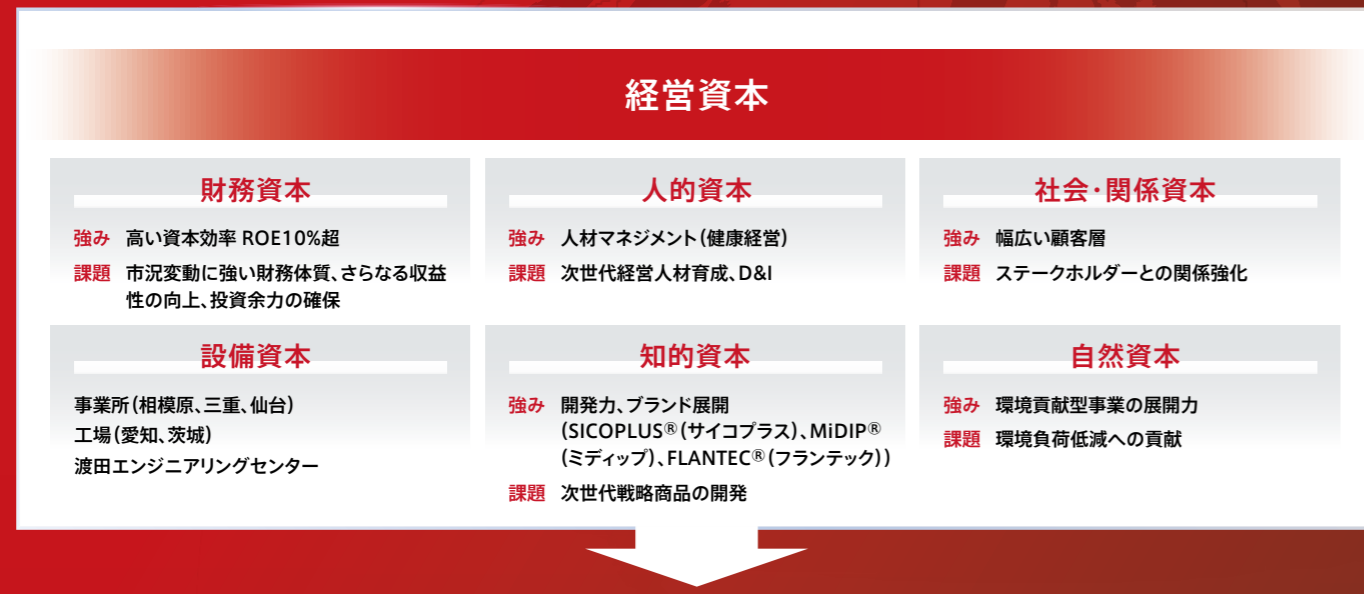 経営資本
財務資本
強み 高い資本効率 ROE10%超
課題 市況変動に強い財務体質、さらなる収益
性の向上、投資余力の確保
人的資本
強み 人材マネジメント(健康経営)
課題 次世代経営人材育成、D&I
社会・関係資本
強み 幅広い顧客層
課題 ステークホルダーとの関係強化
設備資本
事業所(相模原、三重、仙台)
工場(愛知、茨城)
渡田エンジニアリングセンター
知的資本
強み 開発力、ブランド展開
(SICOPLUS®(サイコプラス)、MiDIP®
(ミディップ)、FLANTEC®(フランテック))
課題 次世代戦略商品の開発
自然資本
強み 環境貢献型事業の展開力
課題 環境負荷低減への貢献